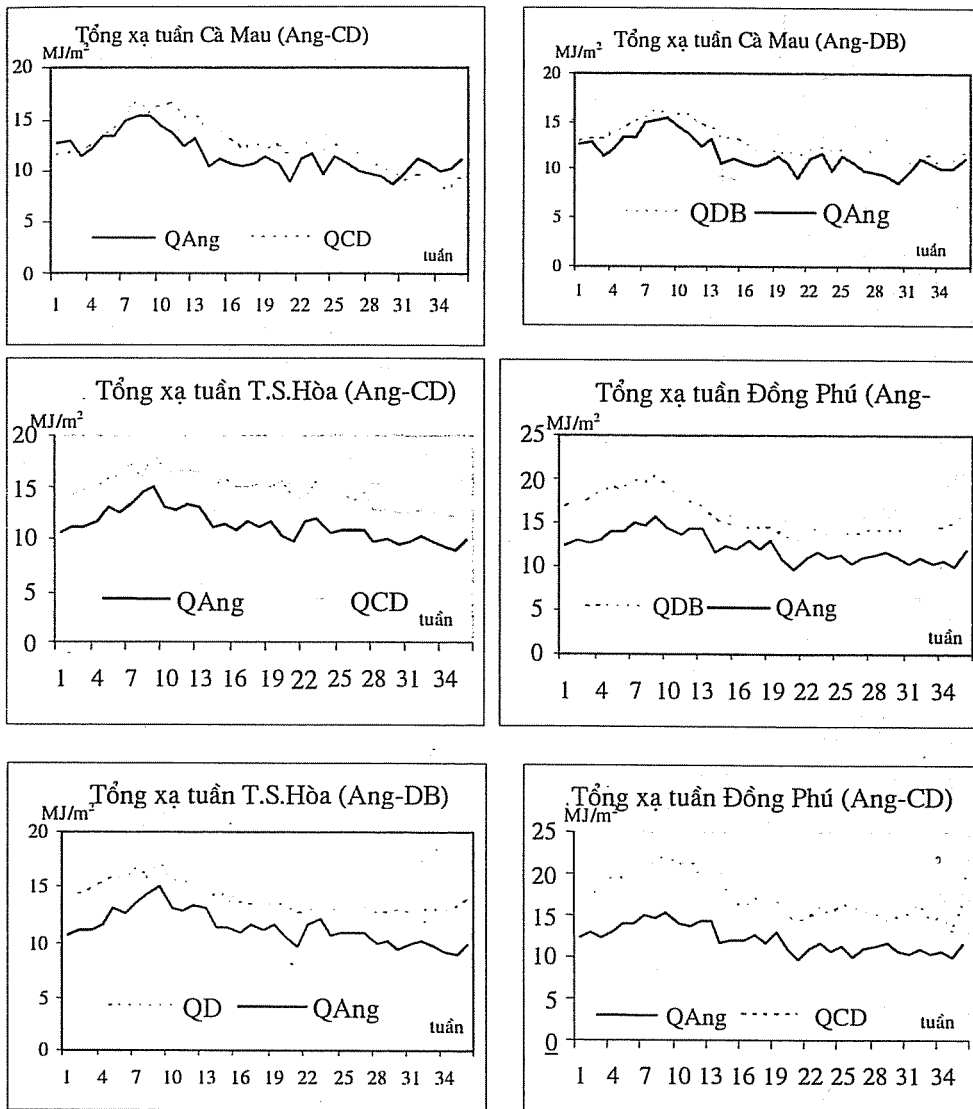 Tổng xạ tuần Cà Mau (Ang-CD)
MJ/m²
20
15
10
5
0
QAng QCD
tuần
1 4 7 10 13 16 19 22 25 28 31 34
Tổng xạ tuần Cà Mau (Ang-DB)
MJ/m²
20
15
10
5
0
QDB QAng
tuần
1 4 7 10 13 16 19 22 25 28 31 34
Tổng xạ tuần T.S.Hòa (Ang-CD)
MJ/m²
20
15
10
5
0
QAng QCD
tuần
1 4 7 10 13 16 19 22 25 28 31 34
Tổng xạ tuần Đồng Phú (Ang-
MJ/m²
25
20
15
10
5
0
QDB QAng
tuần
1 4 7 10 13 16 19 22 25 28 31 34
Tổng xạ tuần T.S.Hòa (Ang-DB)
MJ/m²
20
15
10
5
0
QD QAng
tuần
1 4 7 10 13 16 19 22 25 28 31 34
Tổng xạ tuần Đồng Phú (Ang-CD)
MJ/m²
25
20
15
10
5
0
QAng QCD
tuần
1 4 7 10 13 16 19 22 25 28 31 34